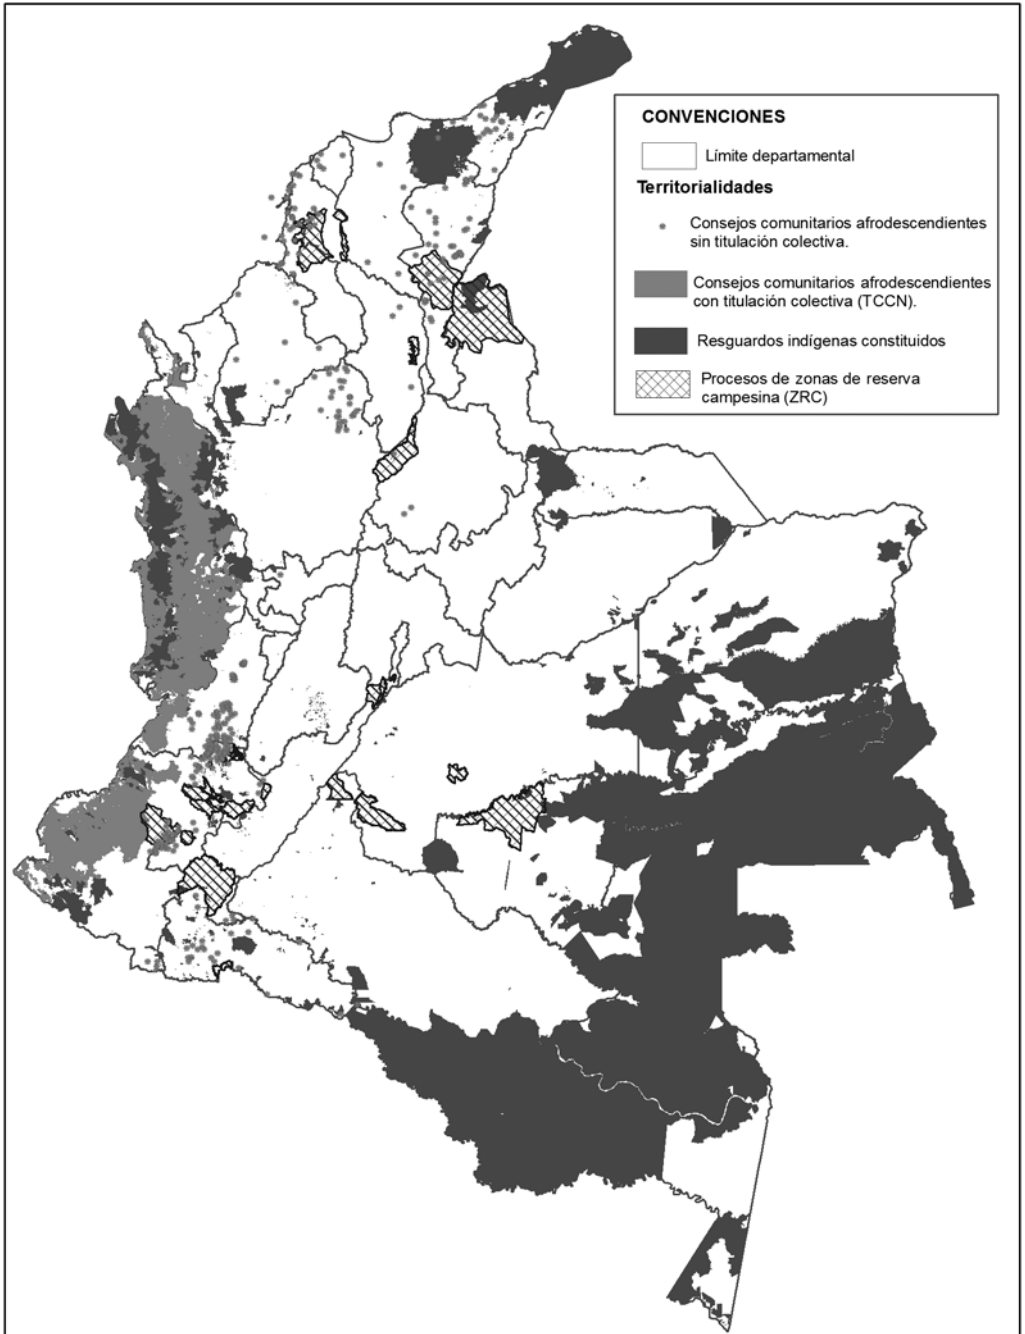 CONVENCIONES
Límite departamental
Territorialidades
Consejos comunitarios afrodescendientes
sin titulación colectiva.
Consejos comunitarios afrodescendientes
con titulación colectiva (TCCN).
Resguardos indígenas constituidos
Procesos de zonas de reserva
campesina (ZRC)